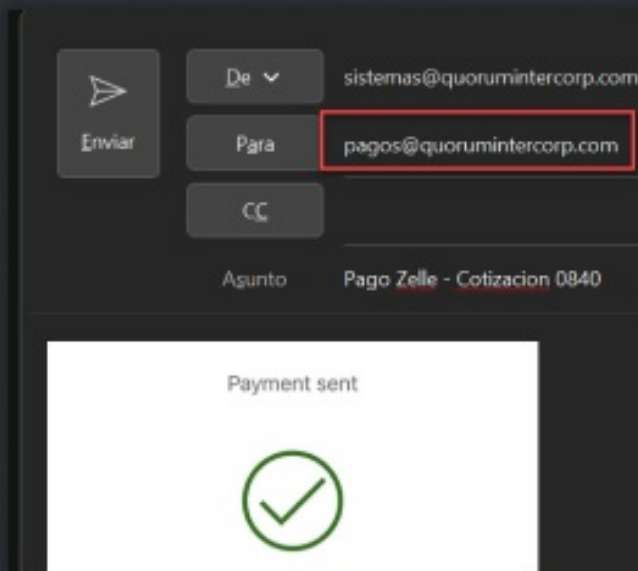 De
sistemas@quorumintercorp.com
Enviar
Para
pagos@quorumintercorp.com
CC
Asunto
Pago Zelle - Cotizacion 0840
Payment sent